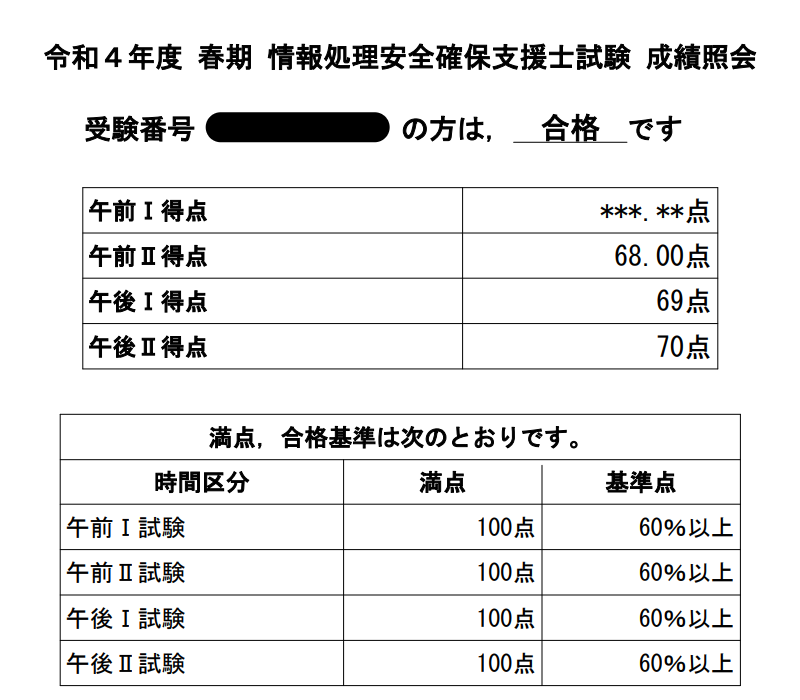 令和4年度 春期 情報処理安全確保支援士試験 成績照会
受験番号 の方は, 合格 です
午前Ⅰ得点 ***.**点
午前Ⅱ得点 68.00点
午後Ⅰ得点 69点
午後Ⅱ得点 70点
満点, 合格基準は次のとおりです。
時間区分 満点 基準点
午前Ⅰ試験 100点 60%以上
午前Ⅱ試験 100点 60%以上
午後Ⅰ試験 100点 60%以上
午後Ⅱ試験 100点 60%以上